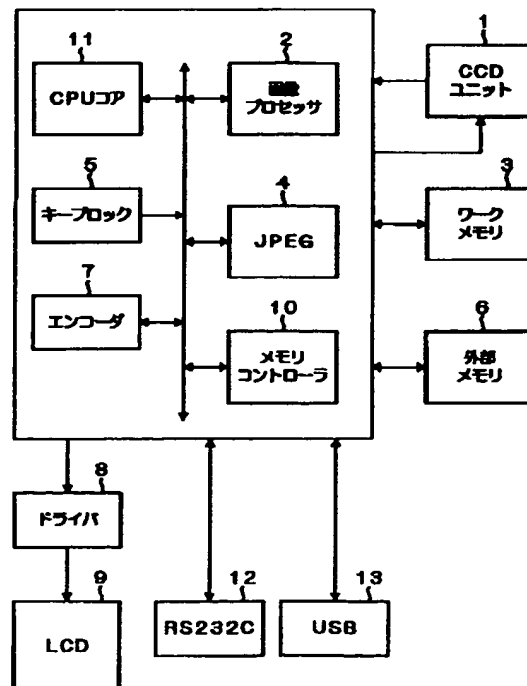 11
CPUコア
2
画像
プロセッサ
1
CCD
ユニット
5
キーブロック
4
JPEG
3
ワーク
メモリ
7
エンコーダ
10
メモリ
コントローラ
6
外部
メモリ
8
ドライバ
9
LCD
12
RS232C
13
USB